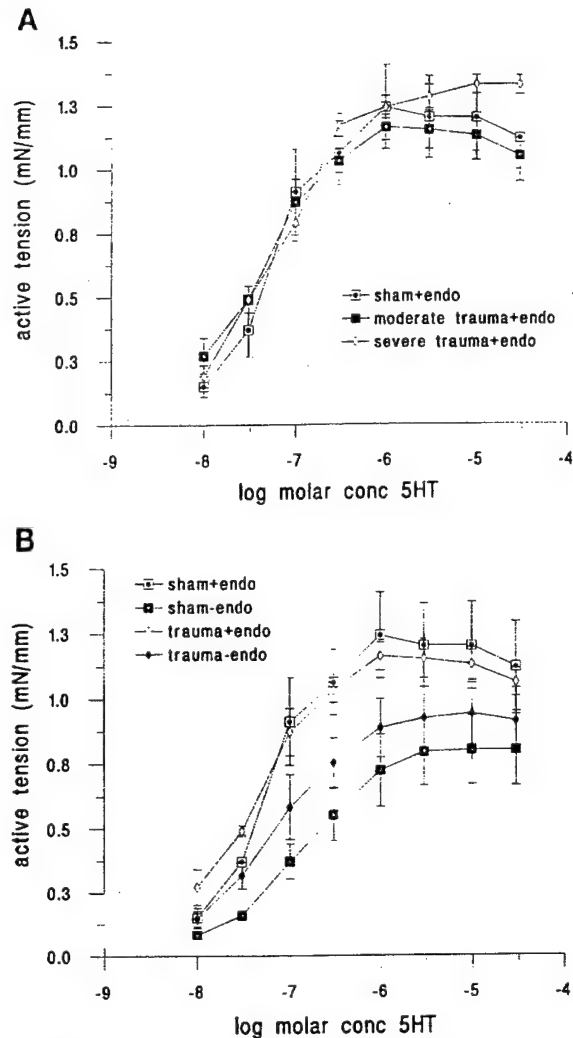 A
1.5
1.3
1.0
0.8
0.5
0.3
0.0
active tension (mN/mm)
sham+endo
moderate trauma+endo
severe trauma+endo
-9
-8
-7
-6
-5
-4
log molar conc 5HT
B
1.5
1.3
1.0
0.8
0.5
0.3
0.0
active tension (mN/mm)
sham+endo
sham-endo
trauma+endo
trauma-endo
-9
-8
-7
-6
-5
-4
log molar conc 5HT